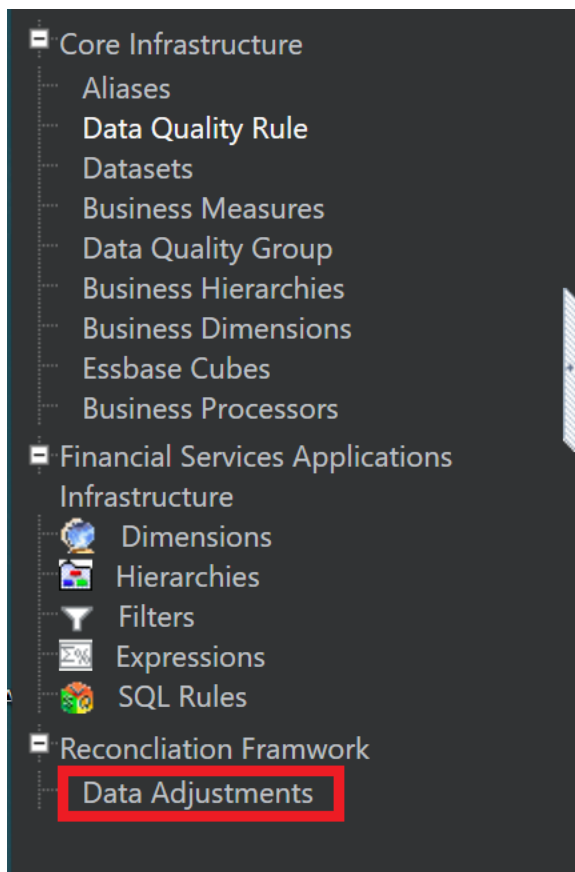 Core Infrastructure
Aliases
Data Quality Rule
Datasets
Business Measures
Data Quality Group
Business Hierarchies
Business Dimensions
Essbase Cubes
Business Processors
Financial Services Applications
Infrastructure
Dimensions
Hierarchies
Filters
Expressions
SQL Rules
Reconcliation Framwork
Data Adjustments